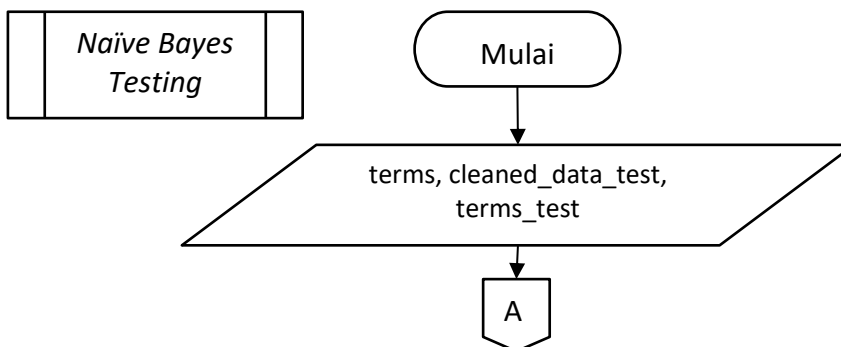 Naïve Bayes
Testing
Mulai
terms, cleaned_data_test,
terms_test
A